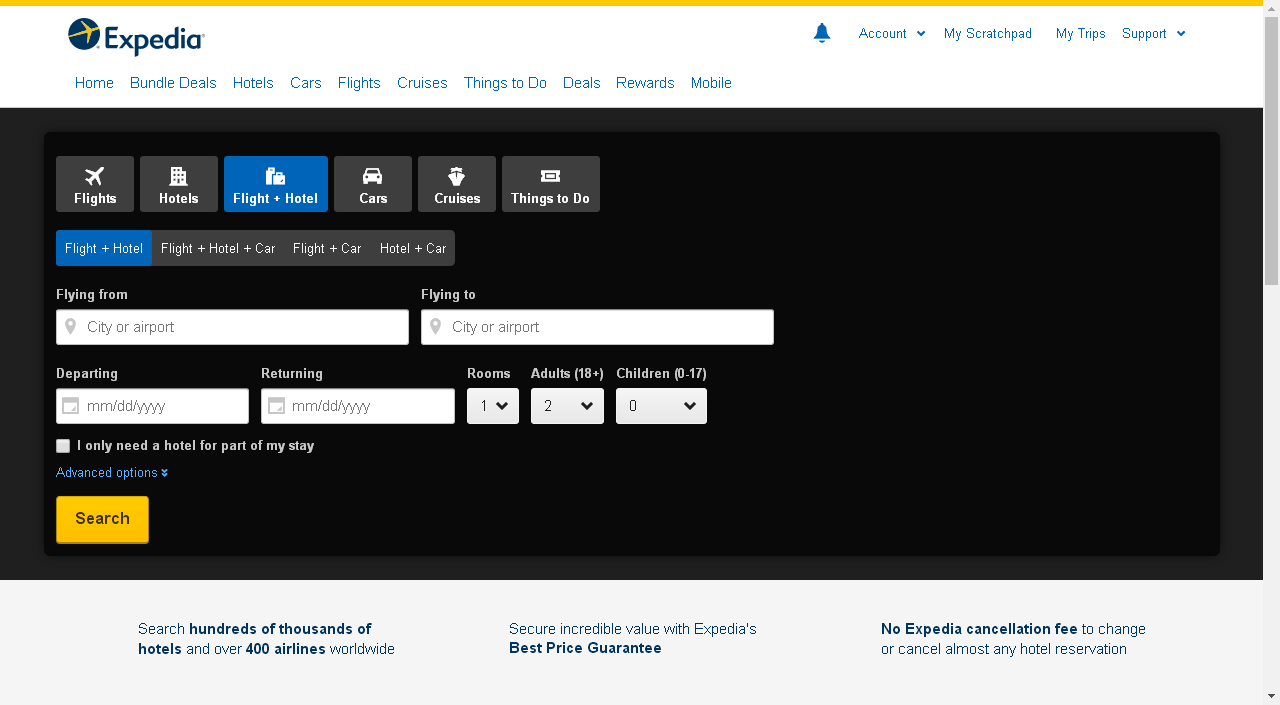 Expedia
Account My Scratchpad My Trips Support
Home Bundle Deals Hotels Cars Flights Cruises Things to Do Deals Rewards Mobile
Flights Hotels Flight + Hotel Cars Cruises Things to Do
Flight + Hotel Flight + Hotel + Car Flight + Car Hotel + Car
Flying from Flying to
City or airport City or airport
Departing Returning Rooms Adults (18+) Children (0-17)
mm/dd/yyyy mm/dd/yyyy 1 2 0
I only need a hotel for part of my stay
Advanced options
Search
Search hundreds of thousands of
hotels and over 400 airlines worldwide
Secure incredible value with Expedia's
Best Price Guarantee
No Expedia cancellation fee to change
or cancel almost any hotel reservation